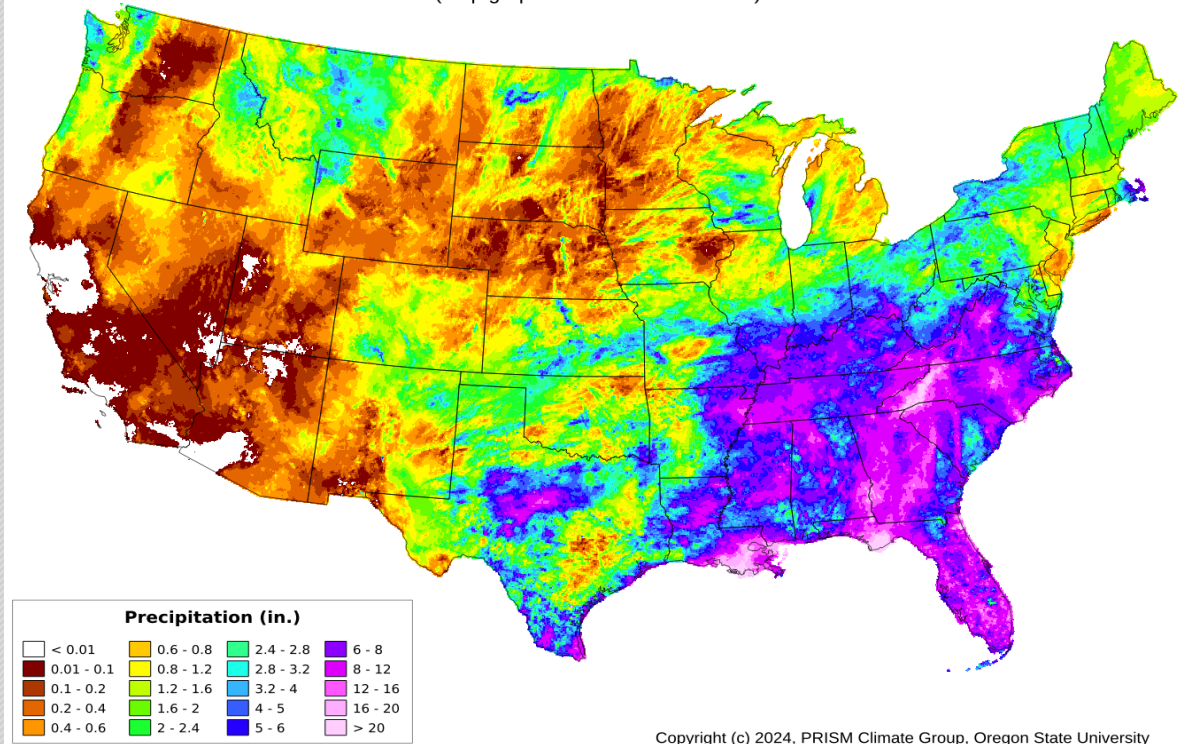 Precipitation (in.)
< 0.01
0.01 - 0.1
0.1 - 0.2
0.2 - 0.4
0.4 - 0.6
0.6 - 0.8
0.8 - 1.2
1.2 - 1.6
1.6 - 2
2 - 2.4
2.4 - 2.8
2.8 - 3.2
3.2 - 4
4 - 5
5 - 6
6 - 8
8 - 12
12 - 16
16 - 20
> 20
Copyright (c) 2024, PRISM Climate Group, Oregon State University